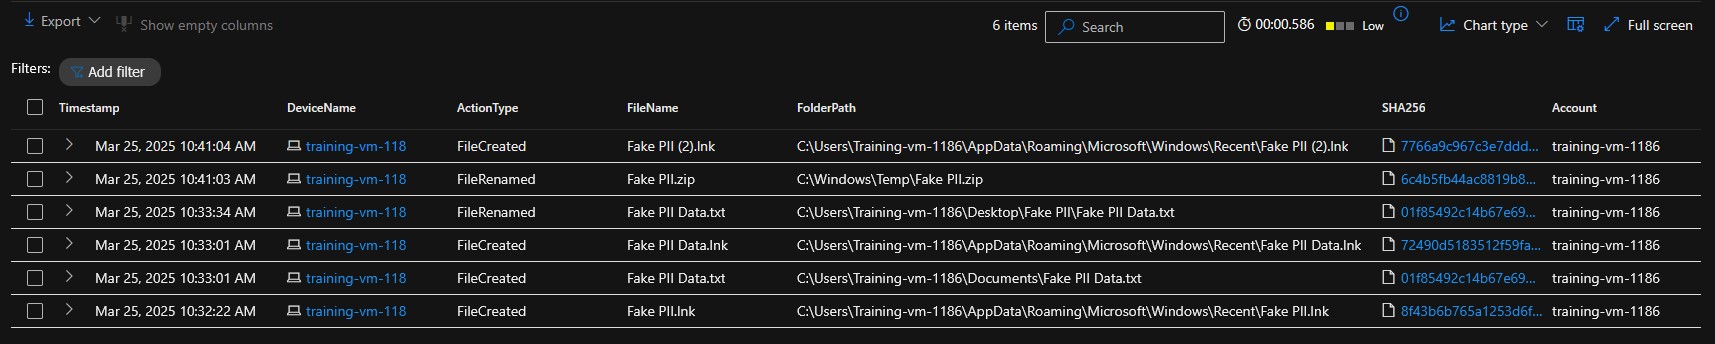 Export Show empty columns 6 items Search 00:00.586 Low Chart type Full screen
Filters: Add filter
Timestamp DeviceName ActionType FileName FolderPath SHA256 Account
Mar 25, 2025 10:41:04 AM training-vm-118 FileCreated Fake PII (2).lnk C:\Users\Training-vm-1186\AppData\Roaming\Microsoft\Windows\Recent\Fake PII (2).lnk 7766a9c967c3e7ddd... training-vm-1186
Mar 25, 2025 10:41:03 AM training-vm-118 FileRenamed Fake PII.zip C:\Windows\Temp\Fake PII.zip 6c4b5fb44ac8819b8... training-vm-1186
Mar 25, 2025 10:33:34 AM training-vm-118 FileRenamed Fake PII Data.txt C:\Users\Training-vm-1186\Desktop\Fake PII\Fake PII Data.txt 01f85492c14b67e69... training-vm-1186
Mar 25, 2025 10:33:01 AM training-vm-118 FileCreated Fake PII Data.lnk C:\Users\Training-vm-1186\AppData\Roaming\Microsoft\Windows\Recent\Fake PII Data.lnk 72490d5183512f59fa... training-vm-1186
Mar 25, 2025 10:33:01 AM training-vm-118 FileCreated Fake PII Data.txt C:\Users\Training-vm-1186\Documents\Fake PII Data.txt 01f85492c14b67e69... training-vm-1186
Mar 25, 2025 10:32:22 AM training-vm-118 FileCreated Fake PII.lnk C:\Users\Training-vm-1186\AppData\Roaming\Microsoft\Windows\Recent\Fake PII.lnk 8f43b6b765a1253d6f... training-vm-1186